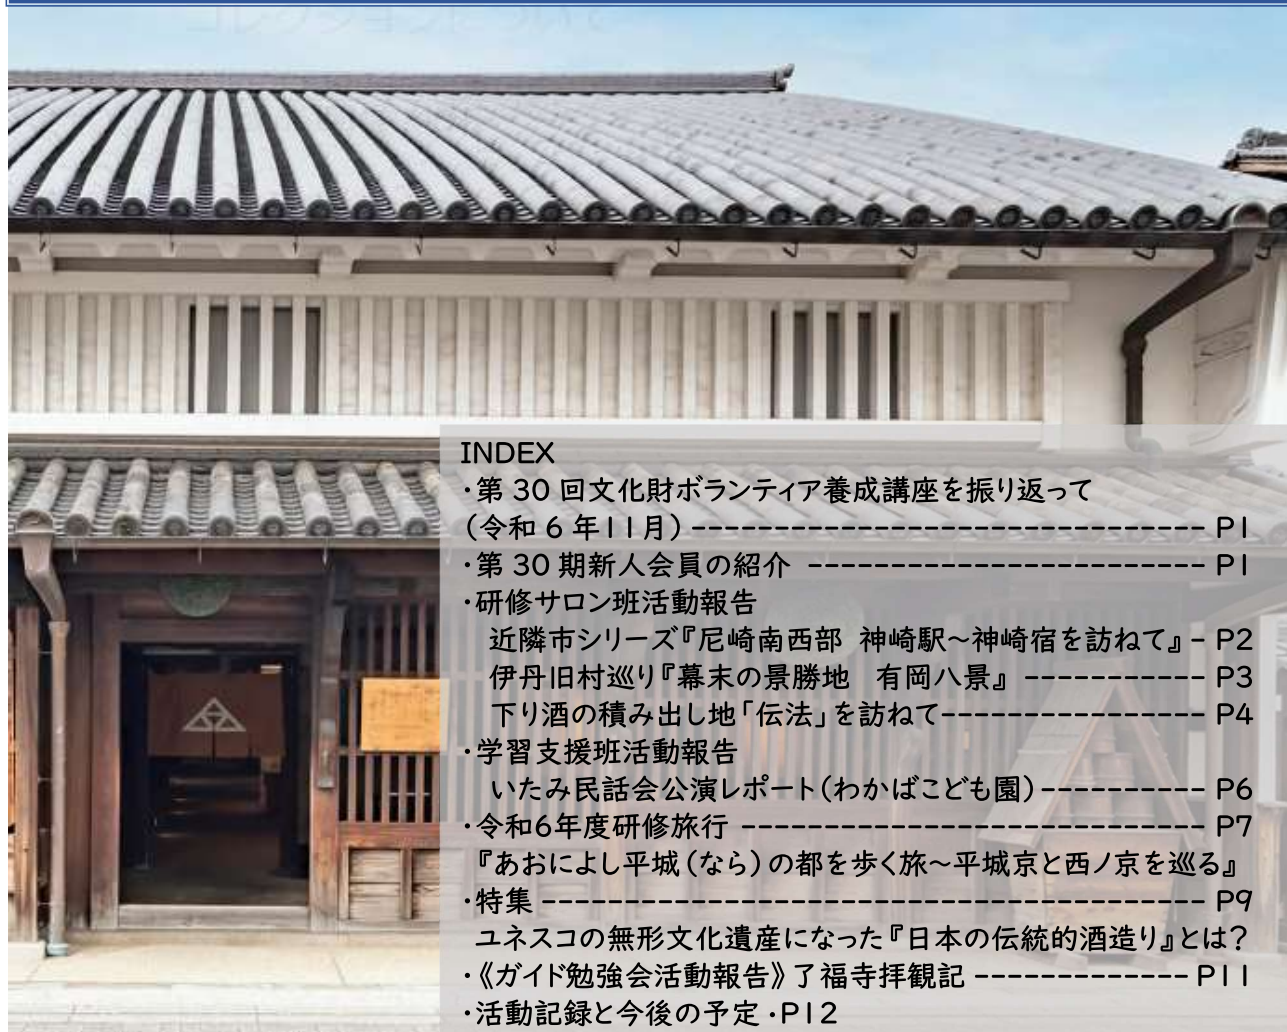 INDEX
・第 30 回文化財ボランティア養成講座を振り返って
(令和 6 年11月) ------------------------------- P1
・第 30 期新人会員の紹介 ------------------------ P1
・研修サロン班活動報告
近隣市シリーズ『尼崎南西部 神崎駅～神崎宿を訪ねて』- P2
伊丹旧村巡り『幕末の景勝地 有岡八景』 ----------- P3
下り酒の積み出し地「伝法」を訪ねて---------------- P4
・学習支援班活動報告
いたみ民話会公演レポート(わかばこども園)---------- P6
・令和6年度研修旅行 ---------------------------- P7
『あおによし平城(なら)の都を歩く旅～平城京と西ノ京を巡る』
・特集 ---------------------------------------- P9
ユネスコの無形文化遺産になった『日本の伝統的酒造り』とは?
・《ガイド勉強会活動報告》了福寺拝観記 ------------- P11
・活動記録と今後の予定・P12